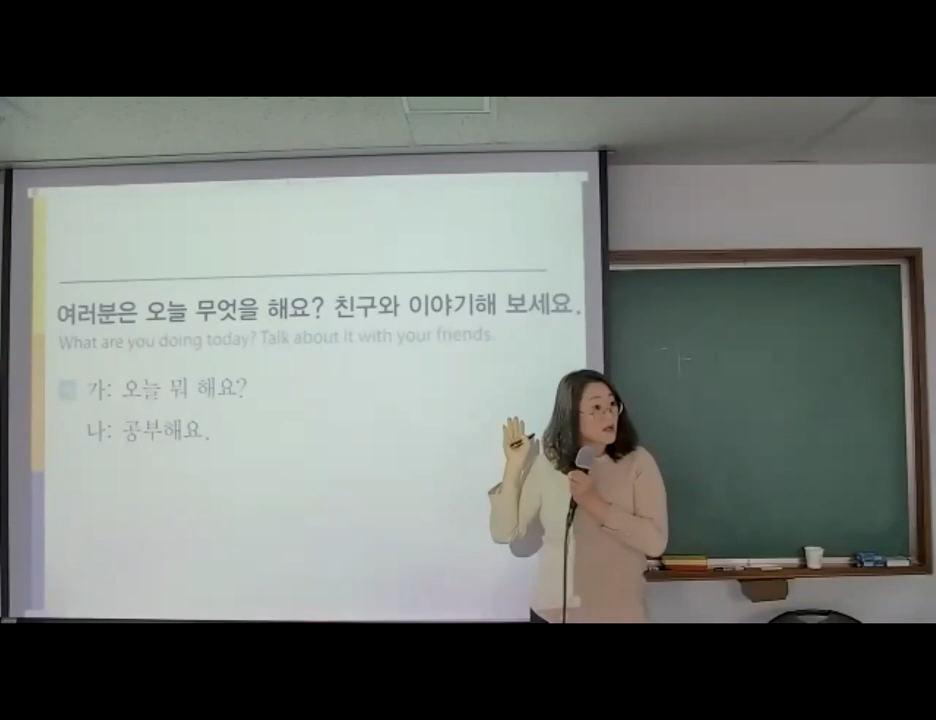 여러분은 오늘 무엇을 해요? 친구와 이야기해 보세요.
What are you doing today? Talk about it with your friends.
가: 오늘 뭐 해요?
나: 공부해요.